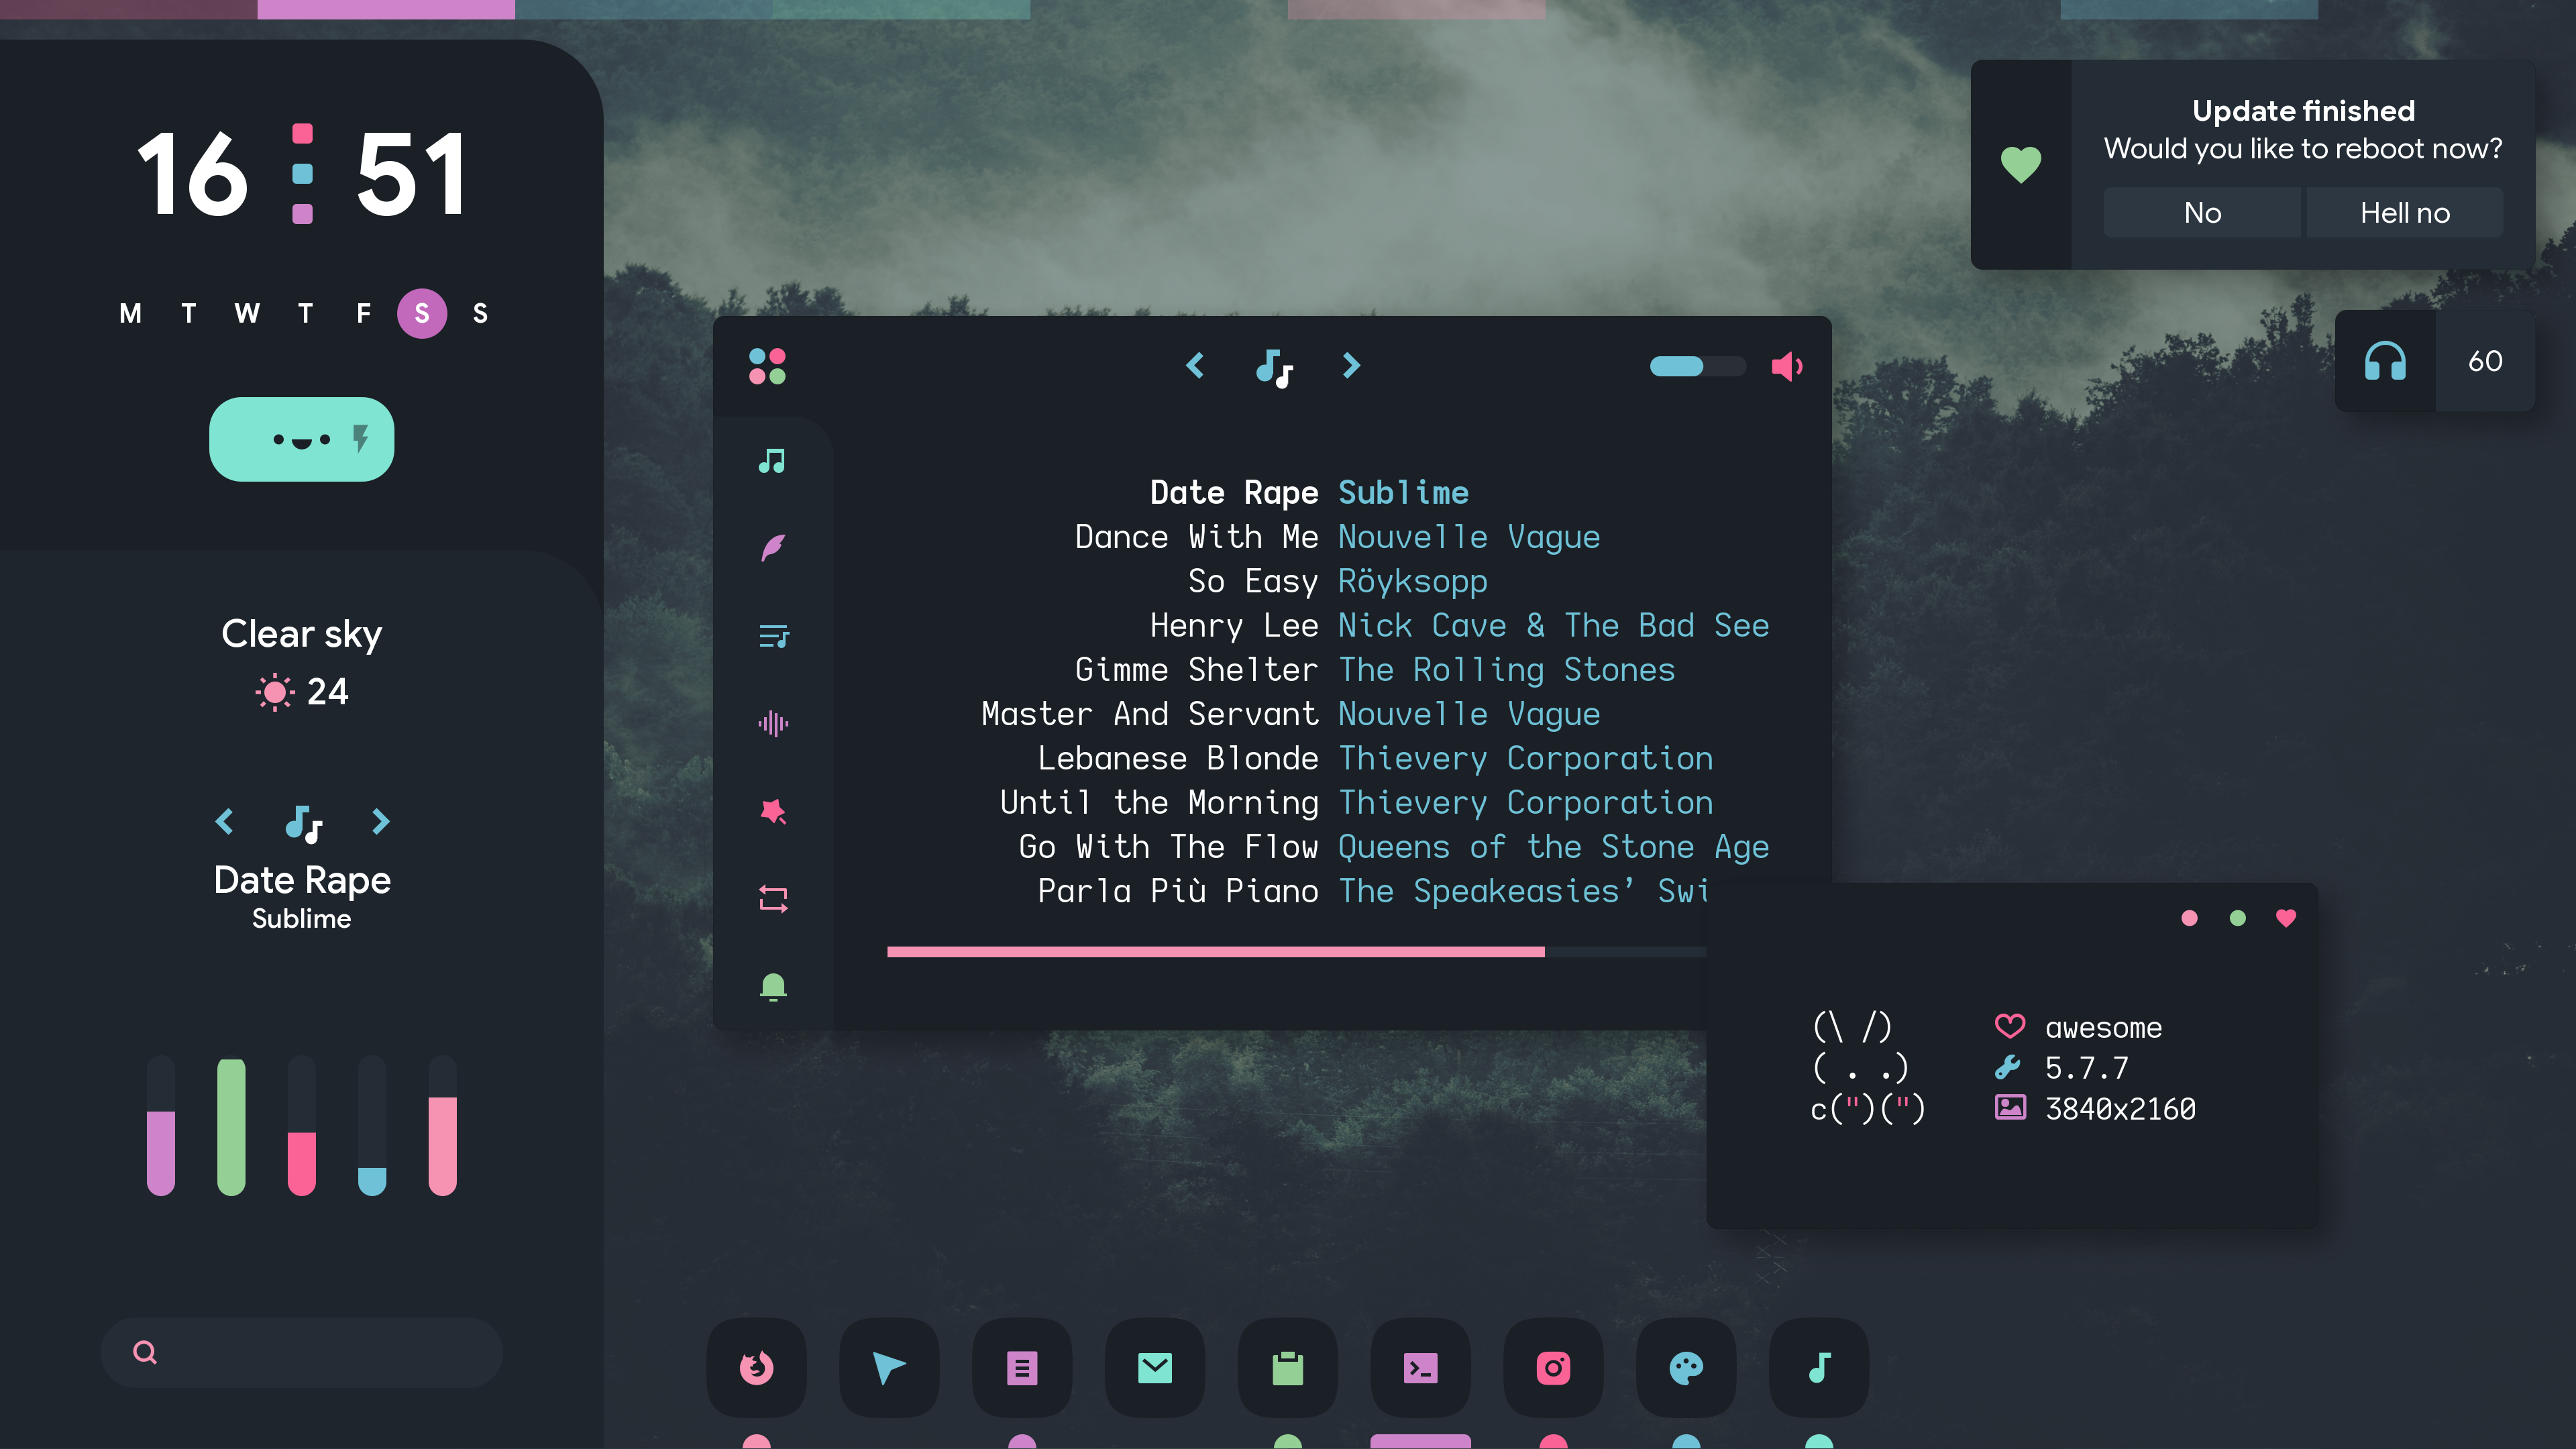 16 51
M T W T F S S
Clear sky
24
Date Rape
Sublime
Date Rape Sublime
Dance With Me Nouvelle Vague
So Easy Röyksopp
Henry Lee Nick Cave & The Bad See
Gimme Shelter The Rolling Stones
Master And Servant Nouvelle Vague
Lebanese Blonde Thievery Corporation
Until the Morning Thievery Corporation
Go With The Flow Queens of the Stone Age
Parla Più Piano The Speakeasies’ Swi
Update finished
Would you like to reboot now?
No Hell no
60
(\ /)
( . .)
c(")(")
awesome
5.7.7
3840x2160